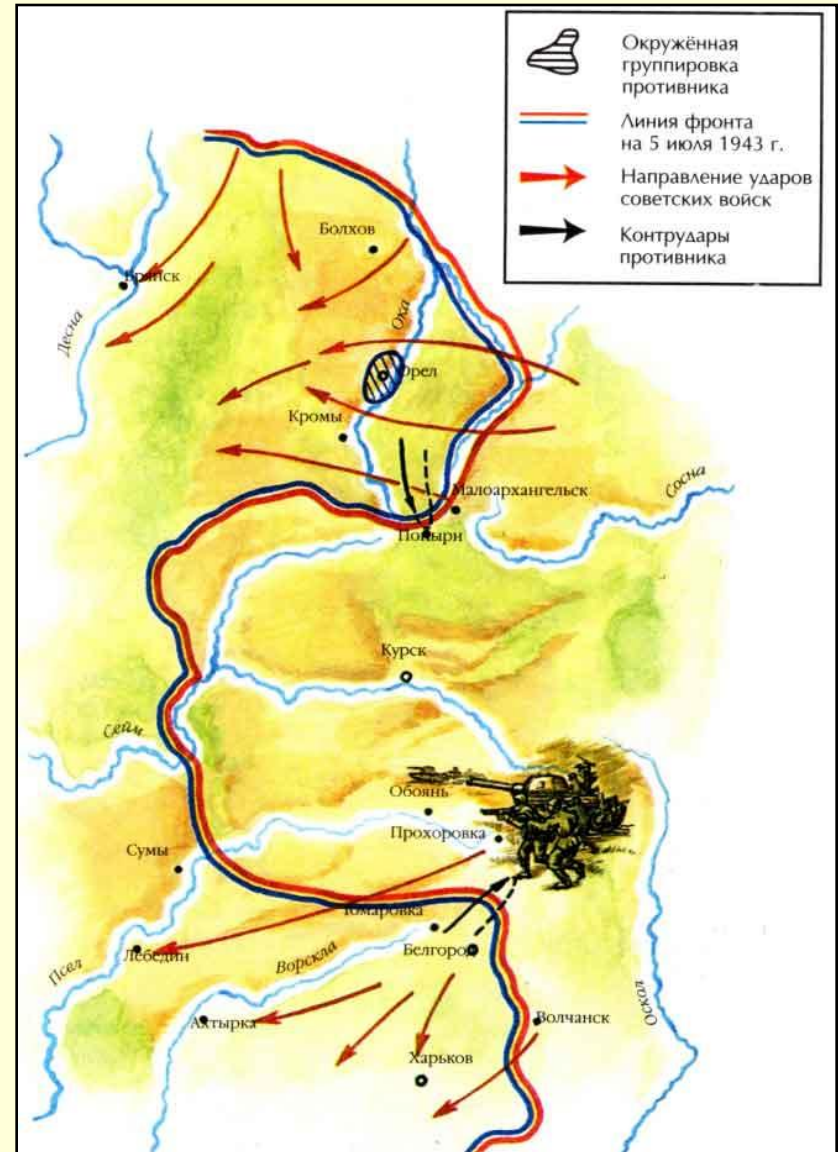 Окружённая
группировка
противника
Линия фронта
на 5 июля 1943 г.
Направление ударов
советских войск
Контрудары
противника
Болхов
Брянск
Десна
Ока
Орел
Кромы
Малоархангельск
Сосна
Поныри
Курск
Сейм
Обоянь
Прохоровка
Сумы
Томаровка
Белгород
Лебедин
Ворскла
Псел
Ахтырка
Волчанск
Оскол
Харьков